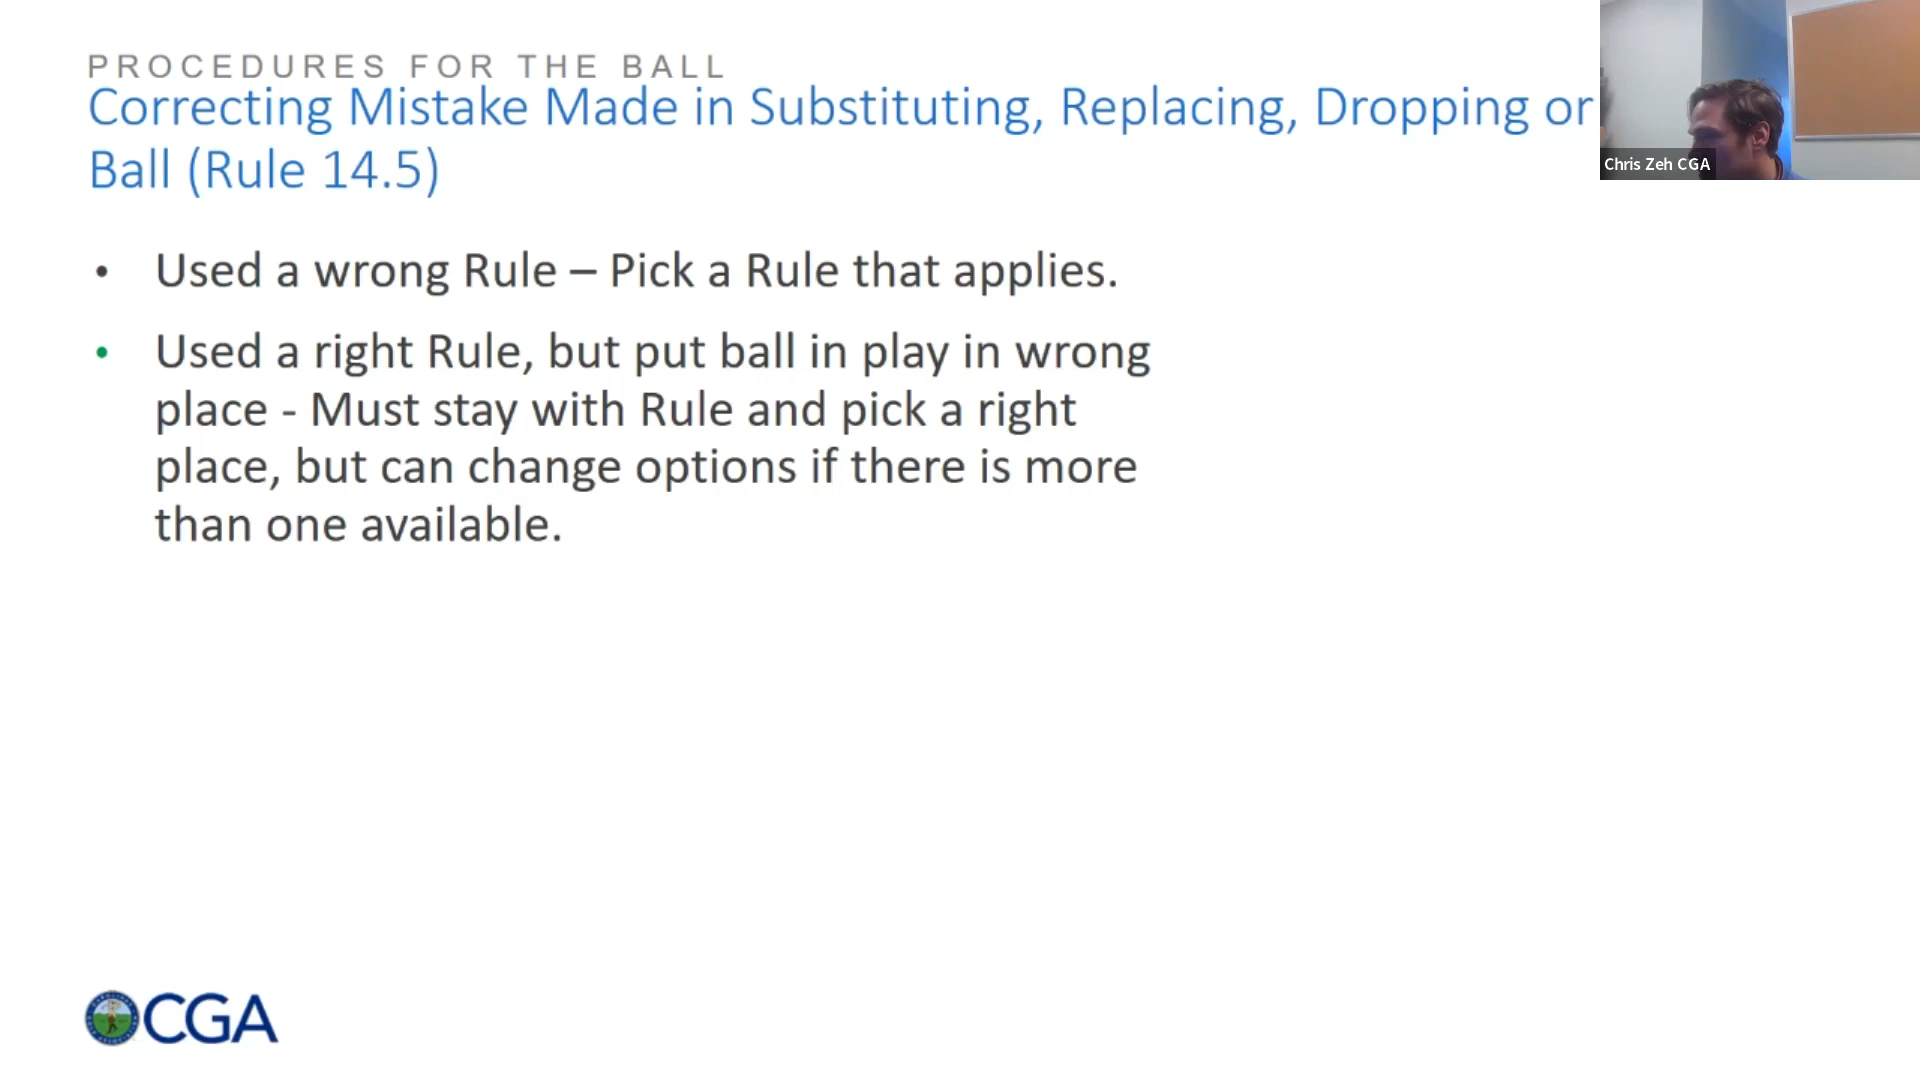 PROCEDURES FOR THE BALL
Correcting Mistake Made in Substituting, Replacing, Dropping or
Ball (Rule 14.5)
• Used a wrong Rule – Pick a Rule that applies.
• Used a right Rule, but put ball in play in wrong
place - Must stay with Rule and pick a right
place, but can change options if there is more
than one available.
CGA
Chris Zeh CGA